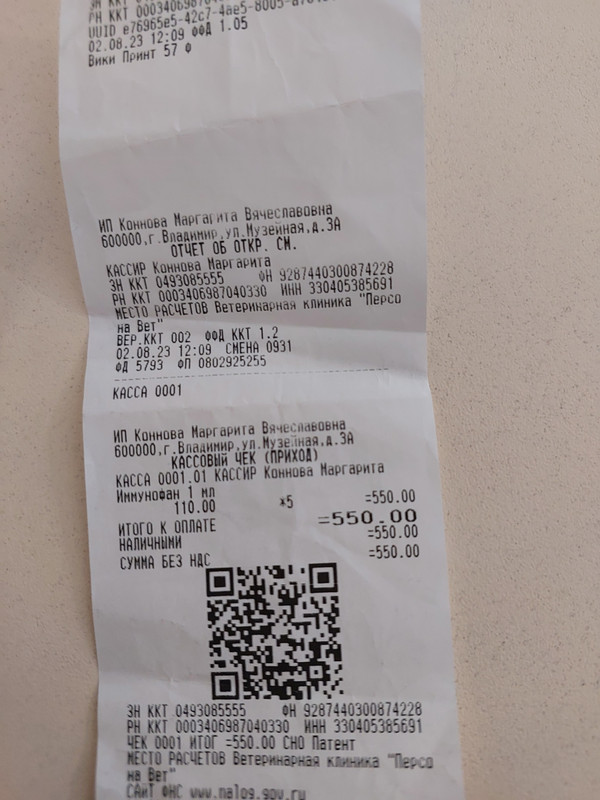 РН ККТ 00034069870
UUID e76965e5-42c7-4ae5-8005-
02.08.23 12:09 ФФД 1.05
Вики Принт 57 Ф
ИП Коннова Маргарита Вячеславовна
600000,г.Владимир,ул.Музейная,д.3А
ОТЧЕТ ОБ ОТКР. СМ.
КАССИР Коннова Маргарита
ЗН ККТ 0493085555 ФН 9287440300874228
РН ККТ 0003406987040330 ИНН 330405385691
МЕСТО РАСЧЕТОВ Ветеринарная клиника "Персо
на Вет"
ВЕР.ККТ 002 ФФД ККТ 1.2
02.08.23 12:09 СМЕНА 0931
ФД 5793 ФП 0802925255
КАССА 0001
ИП Коннова Маргарита Вячеславовна
600000,г.Владимир,ул.Музейная,д.3А
КАССОВЫЙ ЧЕК (ПРИХОД)
КАССА 0001.01 КАССИР Коннова Маргарита
Иммунофан 1 мл
110.00 *5 =550.00
ИТОГО К ОПЛАТЕ =550.00
НАЛИЧНЫМИ =550.00
СУММА БЕЗ НДС =550.00
ЗН ККТ 0493085555 ФН 9287440300874228
РН ККТ 0003406987040330 ИНН 330405385691
ЧЕК 0001 ИТОГ =550.00 СНО Патент
МЕСТО РАСЧЕТОВ Ветеринарная клиника "Персо
на Вет"
САЙТ ФНС www.nalog.gov.ru